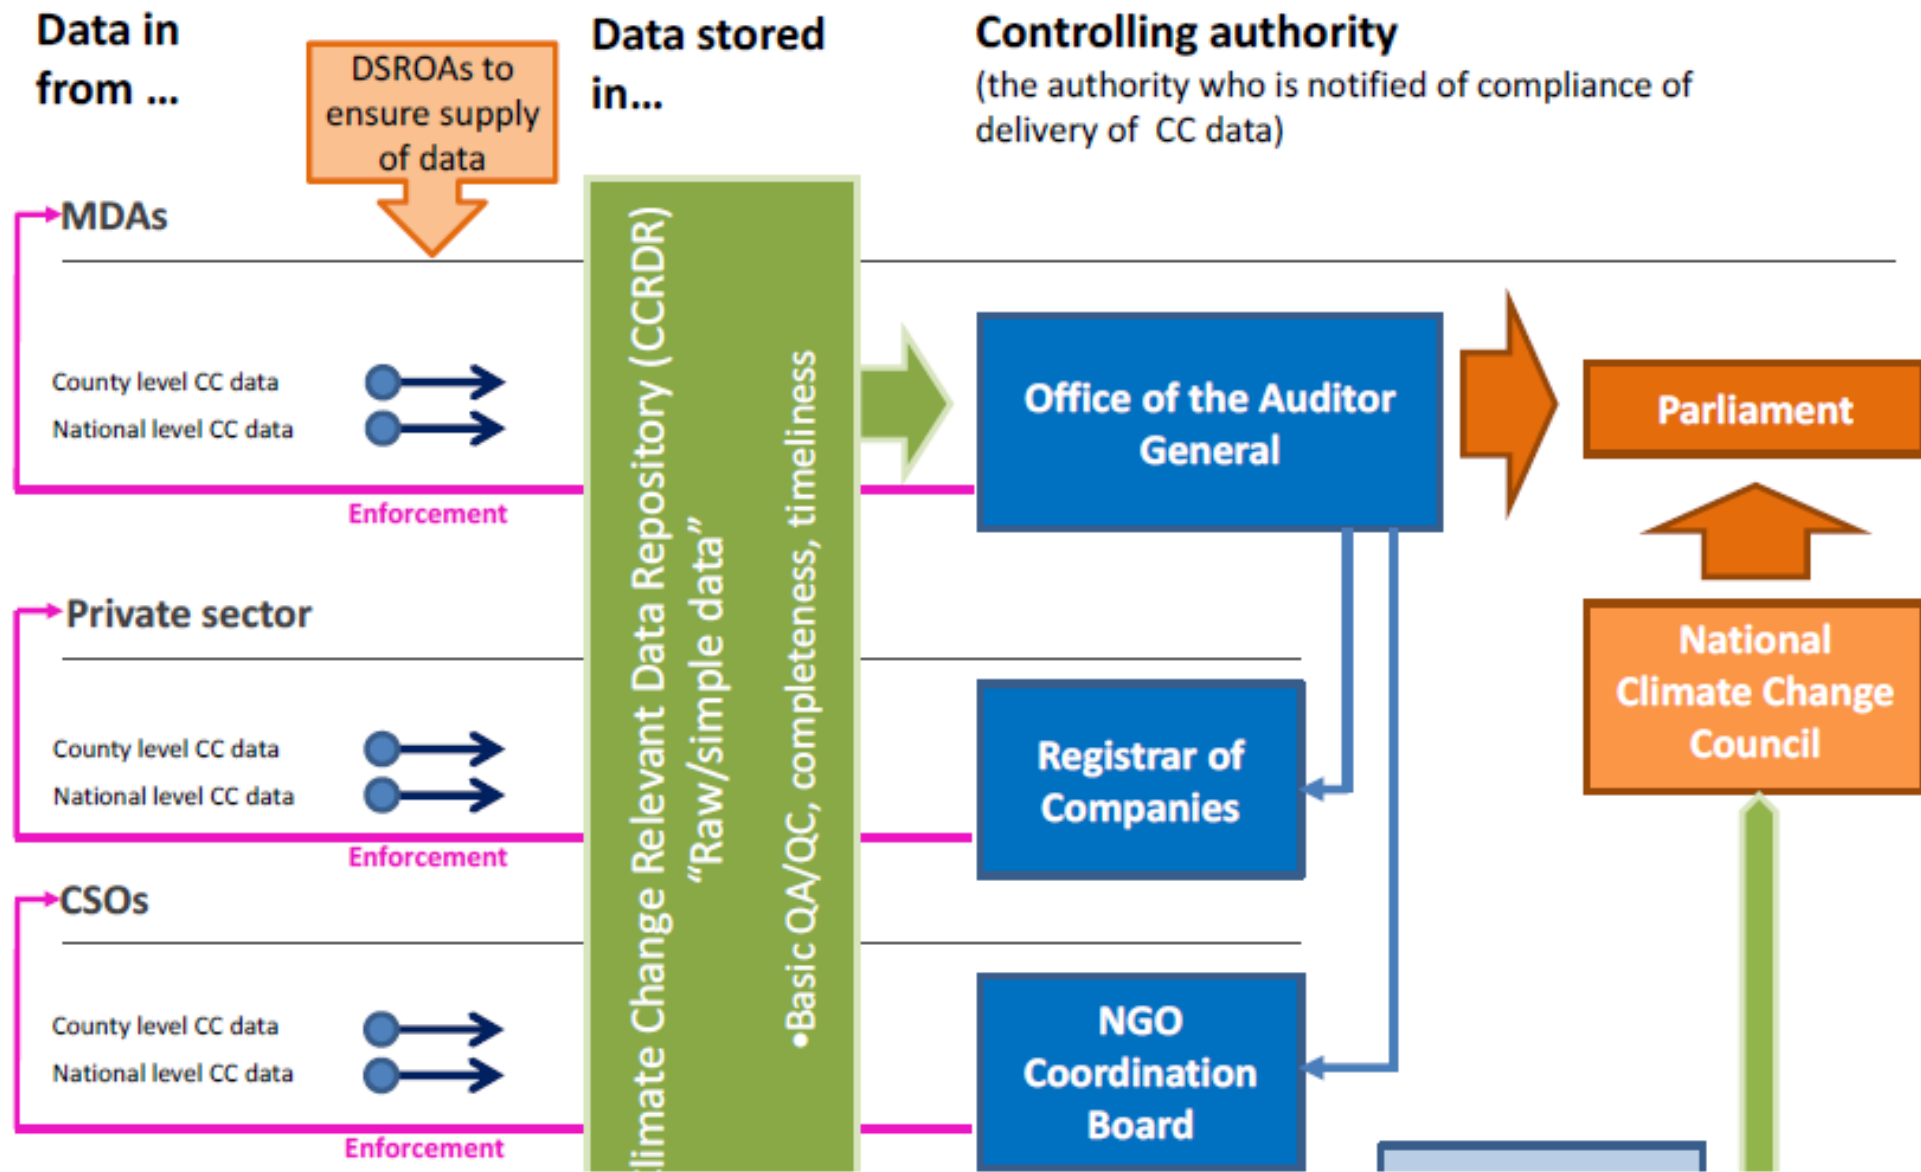 Data in
from ...
DSROAs to
ensure supply
of data
Data stored
in...
Controlling authority
(the authority who is notified of compliance of
delivery of CC data)
MDAs
County level CC data
National level CC data
Enforcement
Private sector
County level CC data
National level CC data
Enforcement
CSOs
County level CC data
National level CC data
Enforcement
limate Change Relevant Data Repository (CCRDR)
“Raw/simple data”
•Basic QA/QC, completeness, timeliness
Office of the Auditor
General
Parliament
National
Climate Change
Council
Registrar of
Companies
NGO
Coordination
Board